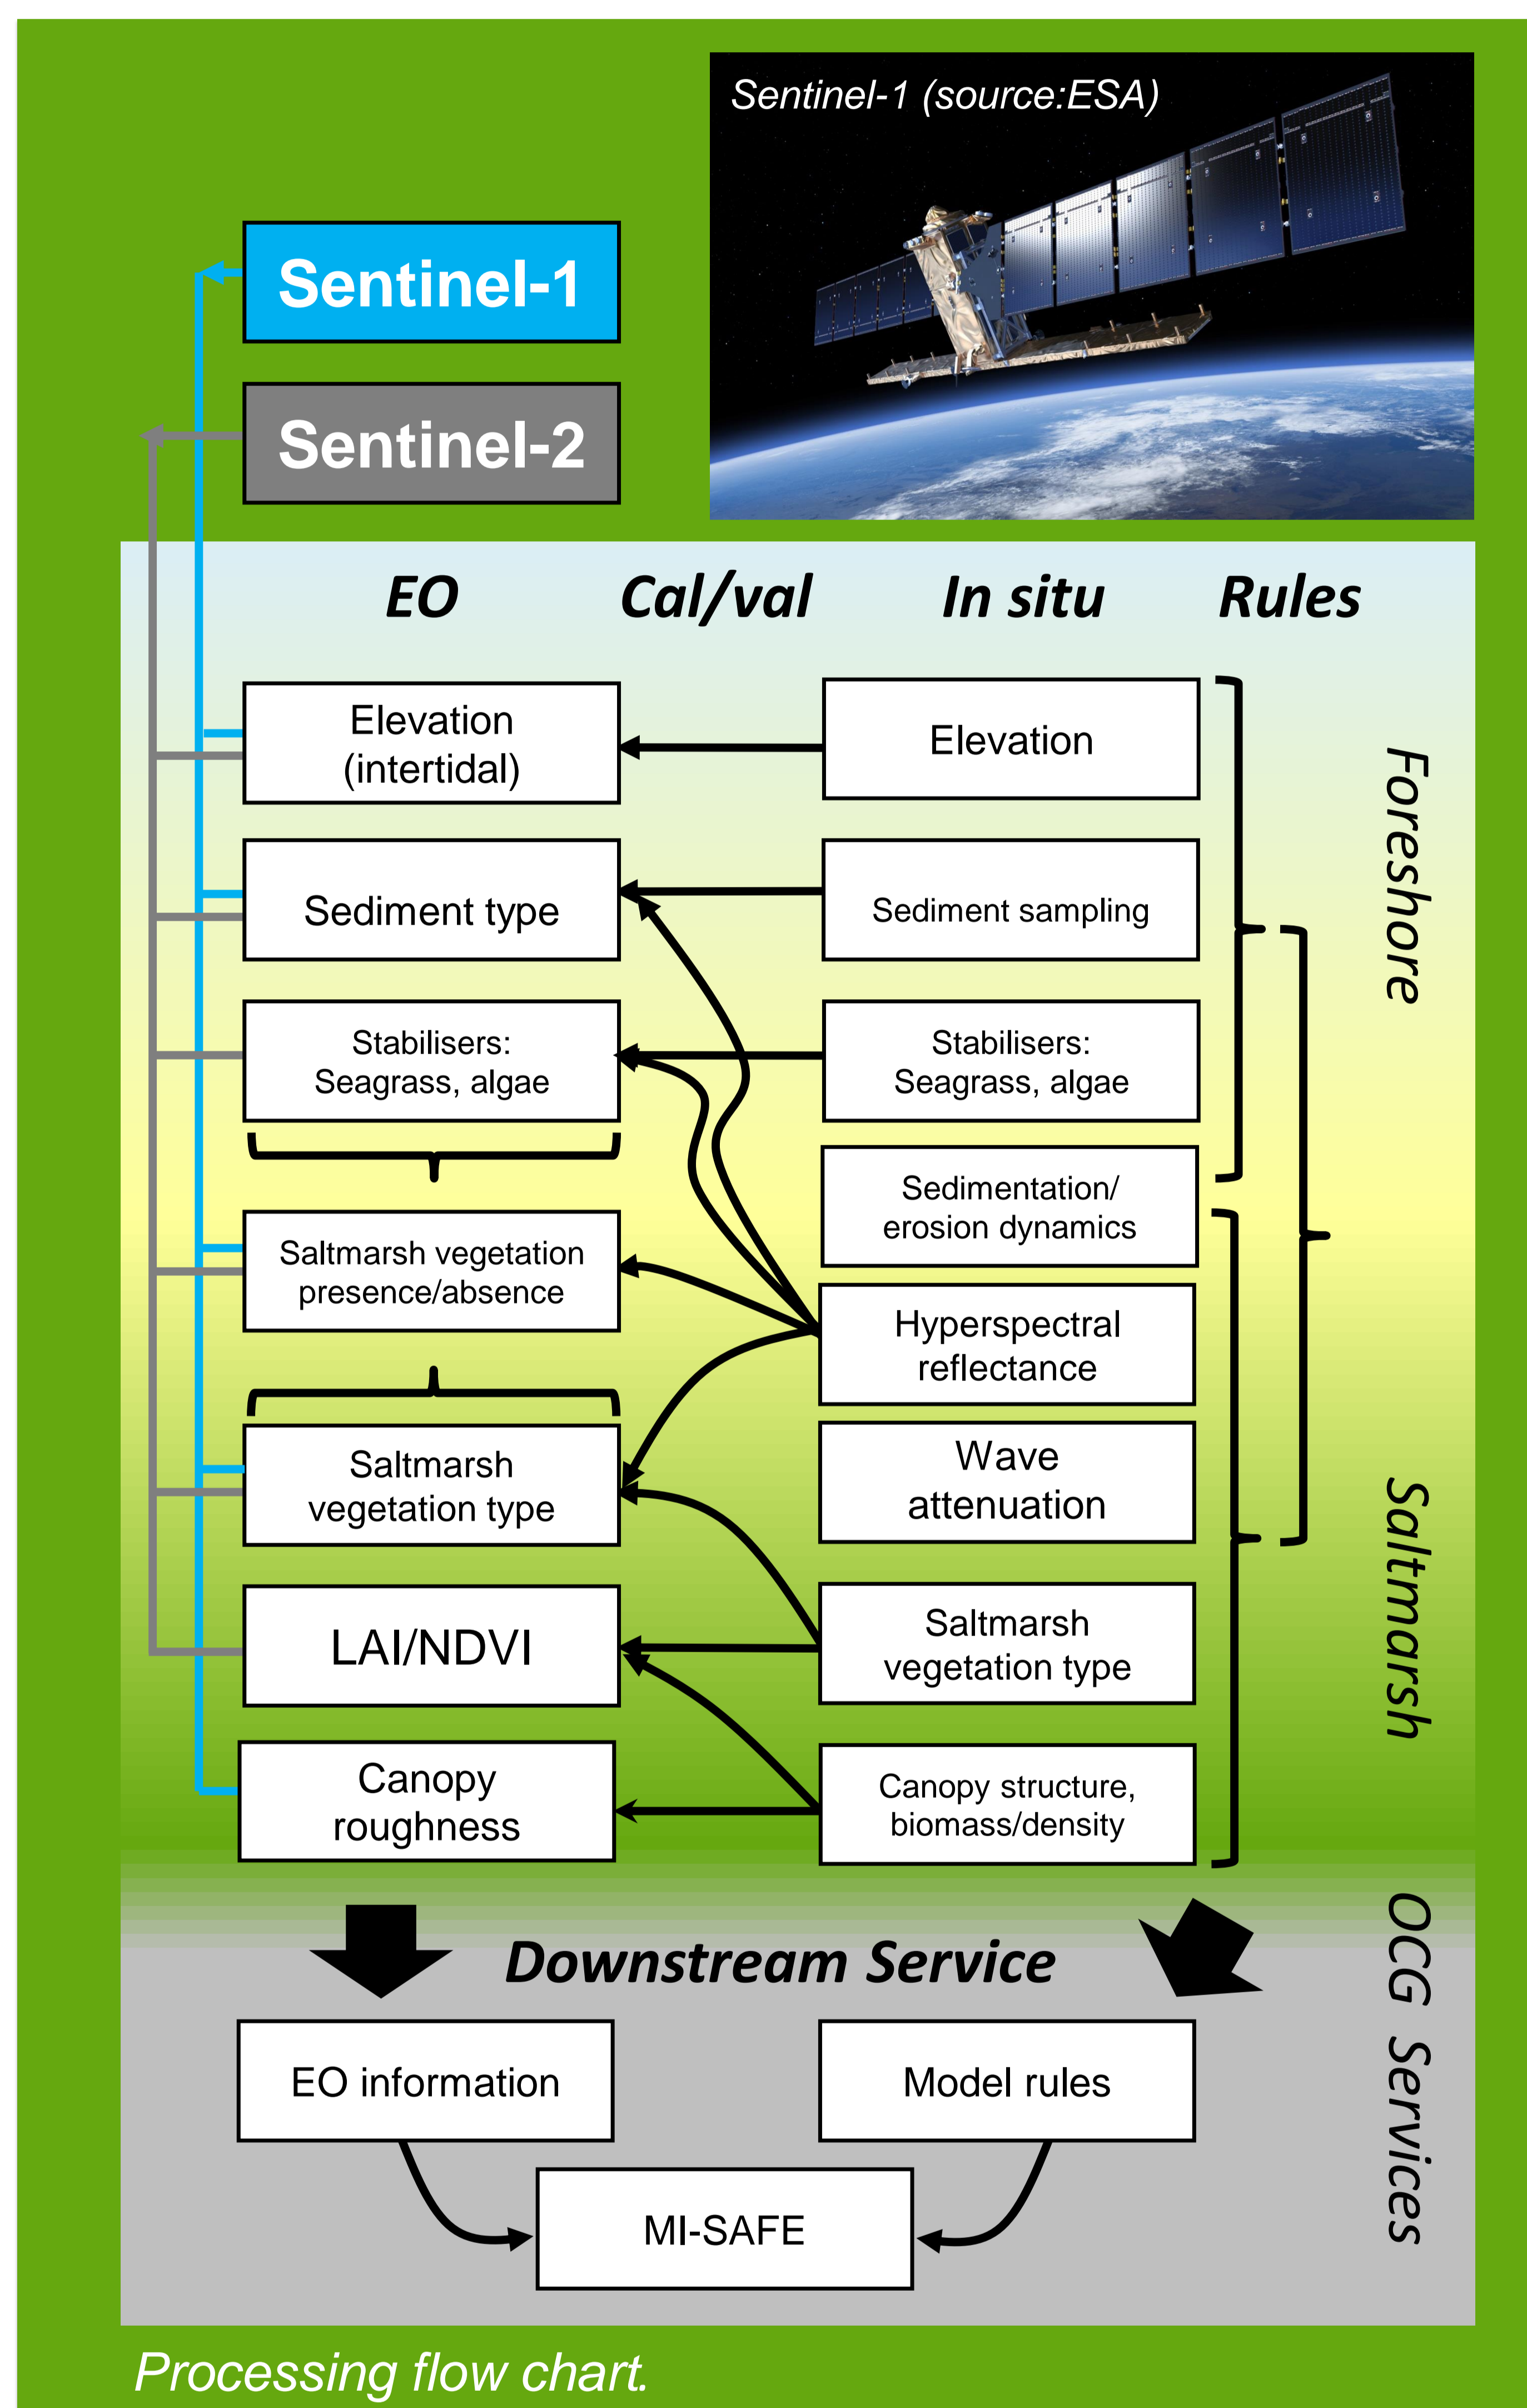 Sentinel-1 (source:ESA)
Sentinel-1
Sentinel-2
EO Cal/val In situ Rules
Elevation
(intertidal)
Elevation
Sediment type
Sediment sampling
Stabilisers:
Seagrass, algae
Stabilisers:
Seagrass, algae
Sedimentation/
erosion dynamics
Saltmarsh vegetation
presence/absence
Hyperspectral
reflectance
Saltmarsh
vegetation type
Wave
attenuation
LAI/NDVI
Saltmarsh
vegetation type
Canopy
roughness
Canopy structure,
biomass/density
Foreshore
Saltmarsh
OCG Services
Downstream Service
EO information
Model rules
MI-SAFE
Processing flow chart.